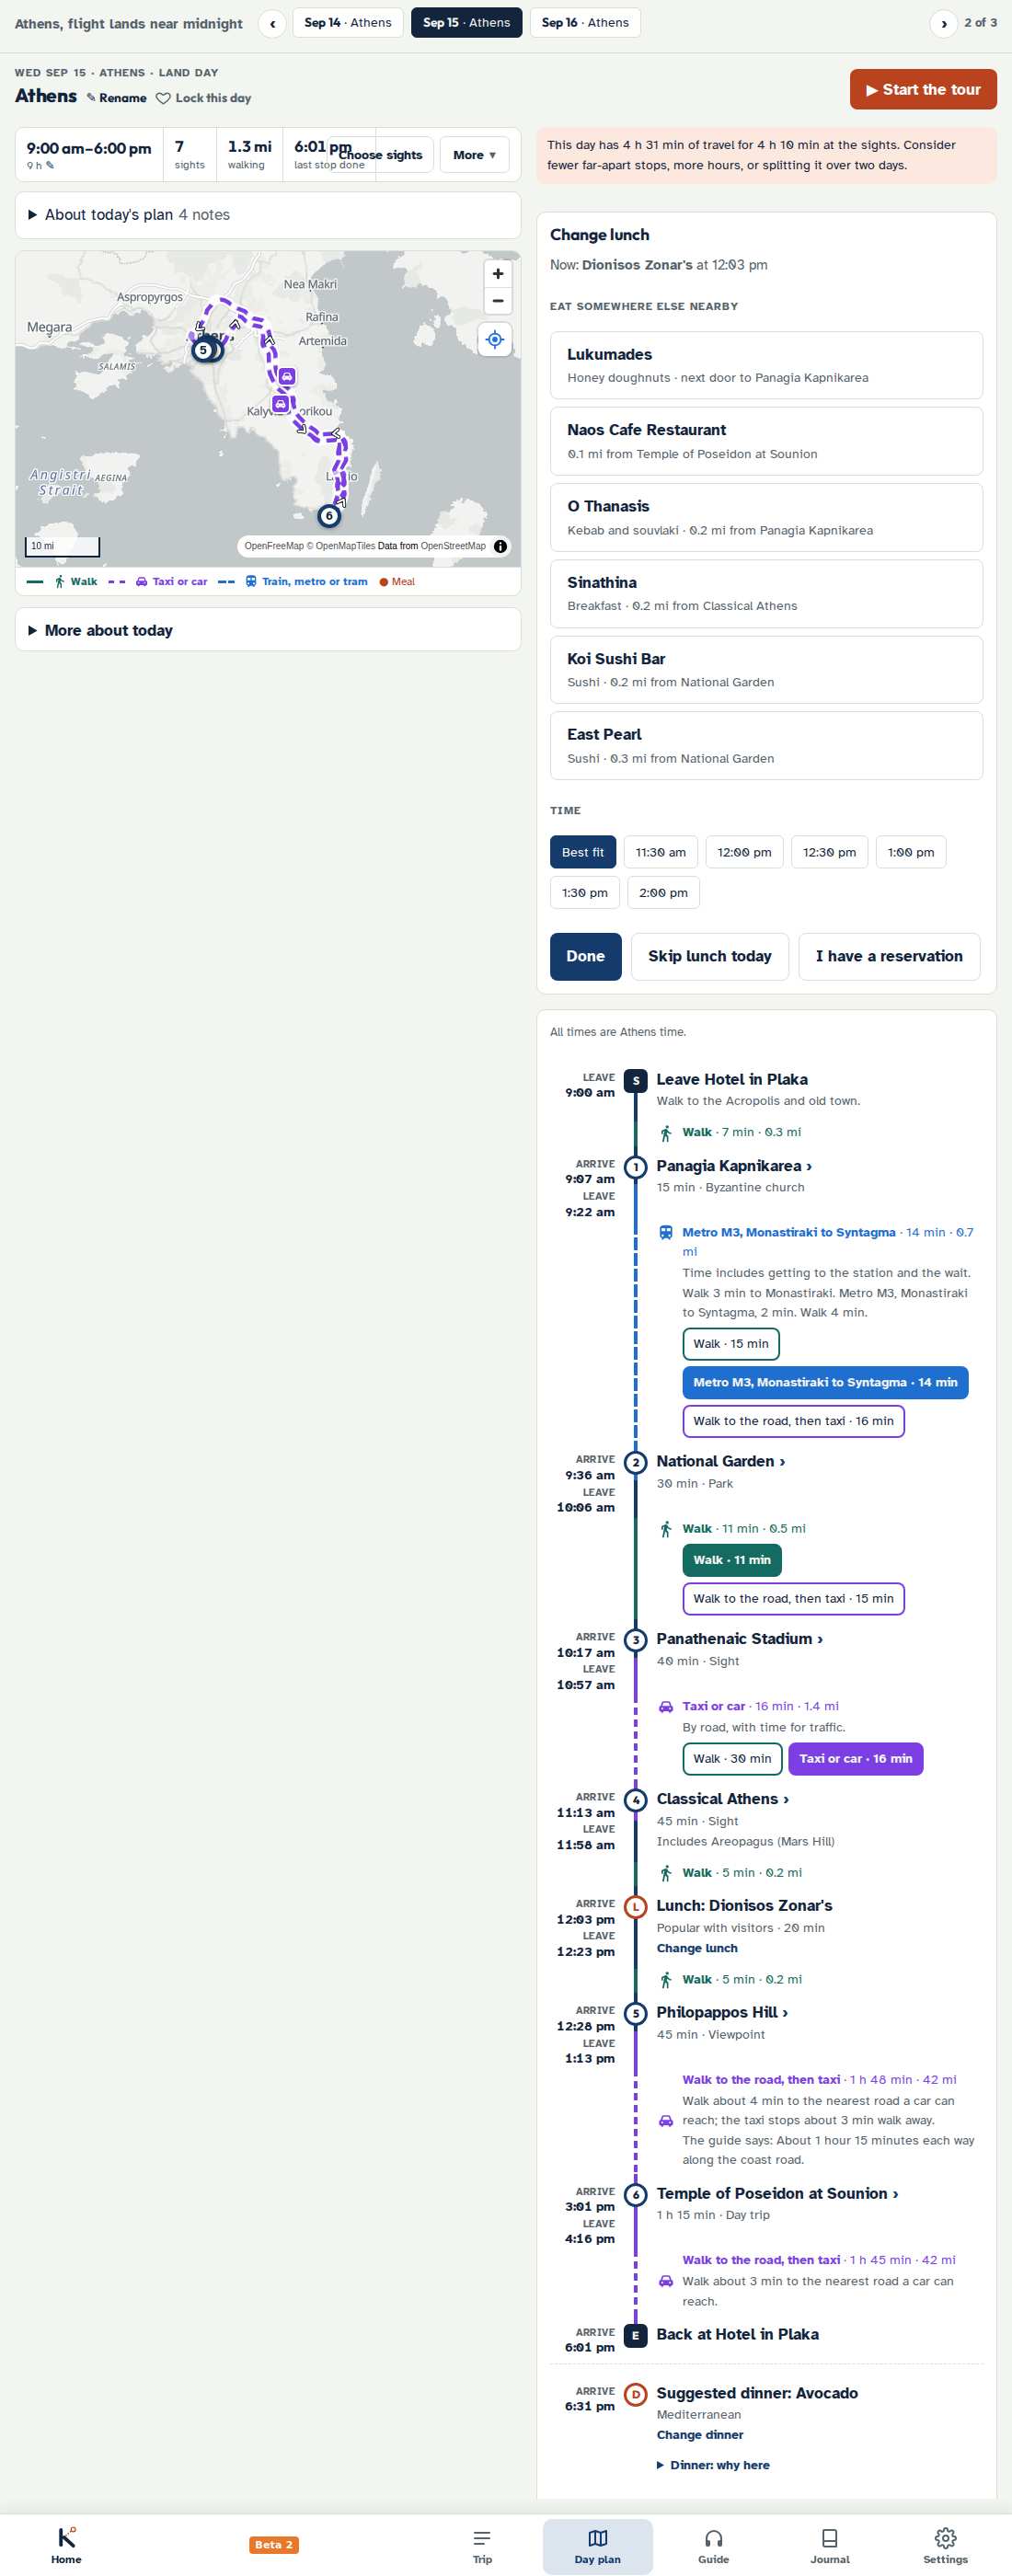 Athens, flight lands near midnight
‹
Sep 14 · Athens
Sep 15 · Athens
Sep 16 · Athens
›
2 of 3
WED SEP 15 · ATHENS · LAND DAY
Athens ✎ Rename ♡ Lock this day
▶ Start the tour
9:00 am–6:00 pm
9 h ✎
7
sights
1.3 mi
walking
6:01 pm
last stop done
Choose sights
More ▾
This day has 4 h 31 min of travel for 4 h 10 min at the sights. Consider
fewer far-apart stops, more hours, or splitting it over two days.
▶ About today's plan 4 notes
Nea Makri
Aspropyrgos
Rafina
Megara
Artemida
5
SALAMIS
Angistri
Strait
AEGINA
6
10 mi
OpenFreeMap © OpenMapTiles Data from OpenStreetMap
+
−
Walk
Taxi or car
Train, metro or tram
Meal
▶ More about today
Change lunch
Now: Dionisos Zonar's at 12:03 pm
EAT SOMEWHERE ELSE NEARBY
Lukumades
Honey doughnuts · next door to Panagia Kapnikarea
Naos Cafe Restaurant
0.1 mi from Temple of Poseidon at Sounion
O Thanasis
Kebab and souvlaki · 0.2 mi from Panagia Kapnikarea
Sinathina
Breakfast · 0.2 mi from Classical Athens
Koi Sushi Bar
Sushi · 0.2 mi from National Garden
East Pearl
Sushi · 0.3 mi from National Garden
TIME
Best fit
11:30 am
12:00 pm
12:30 pm
1:00 pm
1:30 pm
2:00 pm
Done
Skip lunch today
I have a reservation
All times are Athens time.
LEAVE
9:00 am
S
Leave Hotel in Plaka
Walk to the Acropolis and old town.
Walk · 7 min · 0.3 mi
ARRIVE
9:07 am
LEAVE
9:22 am
1
Panagia Kapnikarea ›
15 min · Byzantine church
Metro M3, Monastiraki to Syntagma · 14 min · 0.7
mi
Time includes getting to the station and the wait.
Walk 3 min to Monastiraki. Metro M3, Monastiraki
to Syntagma, 2 min. Walk 4 min.
Walk · 15 min
Metro M3, Monastiraki to Syntagma · 14 min
Walk to the road, then taxi · 16 min
ARRIVE
9:36 am
LEAVE
10:06 am
2
National Garden ›
30 min · Park
Walk · 11 min · 0.5 mi
Walk · 11 min
Walk to the road, then taxi · 15 min
ARRIVE
10:17 am
LEAVE
10:57 am
3
Panathenaic Stadium ›
40 min · Sight
Taxi or car · 16 min · 1.4 mi
By road, with time for traffic.
Walk · 30 min
Taxi or car · 16 min
ARRIVE
11:13 am
LEAVE
11:58 am
4
Classical Athens ›
45 min · Sight
Includes Areopagus (Mars Hill)
Walk · 5 min · 0.2 mi
ARRIVE
12:03 pm
LEAVE
12:23 pm
L
Lunch: Dionisos Zonar's
Popular with visitors · 20 min
Change lunch
Walk · 5 min · 0.2 mi
ARRIVE
12:28 pm
LEAVE
1:13 pm
5
Philopappos Hill ›
45 min · Viewpoint
Walk to the road, then taxi · 1 h 48 min · 42 mi
Walk about 4 min to the nearest road a car can
reach; the taxi stops about 3 min walk away.
The guide says: About 1 hour 15 minutes each way
along the coast road.
ARRIVE
3:01 pm
LEAVE
4:16 pm
6
Temple of Poseidon at Sounion ›
1 h 15 min · Day trip
Walk to the road, then taxi · 1 h 45 min · 42 mi
Walk about 3 min to the nearest road a car can
reach.
ARRIVE
6:01 pm
E
Back at Hotel in Plaka
ARRIVE
6:31 pm
D
Suggested dinner: Avocado
Mediterranean
Change dinner
▶ Dinner: why here
Home
Beta 2
Trip
Day plan
Guide
Journal
Settings